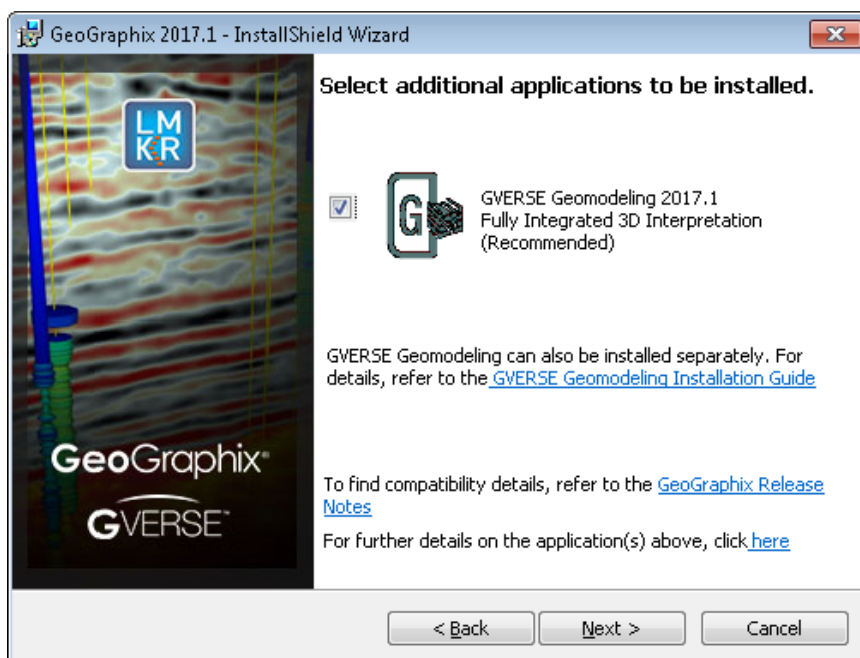 GeoGraphix 2017.1 - InstallShield Wizard
Select additional applications to be installed.
LM
KR
G
GVERSE Geomodeling 2017.1
Fully Integrated 3D Interpretation
(Recommended)
GVERSE Geomodeling can also be installed separately. For
details, refer to the GVERSE Geomodeling Installation Guide
GeoGraphix®
GVERSE™
To find compatibility details, refer to the GeoGraphix Release
Notes
For further details on the application(s) above, click here
< Back
Next >
Cancel